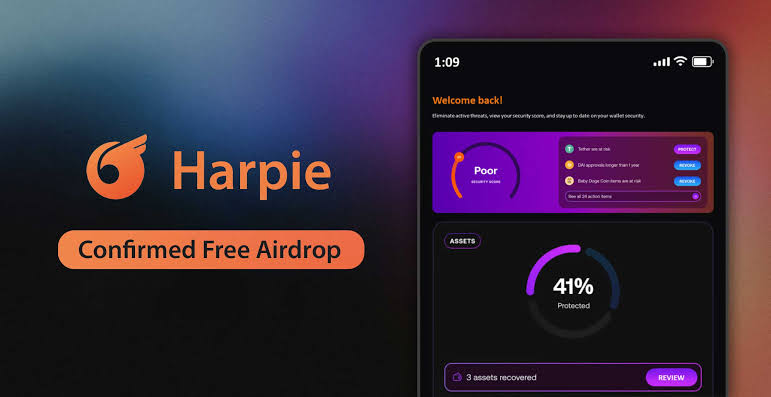 Harpie
Confirmed Free Airdrop
1:09
Welcome back!
Eliminate active threats, view your security score, and stay up to date on your wallet security.
Poor
SECURITY SCORE
Tether are at risk
PROTECT
DAI approvals longer than 1 year
REVOKE
Baby Doge Coin items are at risk
REVOKE
See all 24 action items
ASSETS
41%
Protected
3 assets recovered
REVIEW